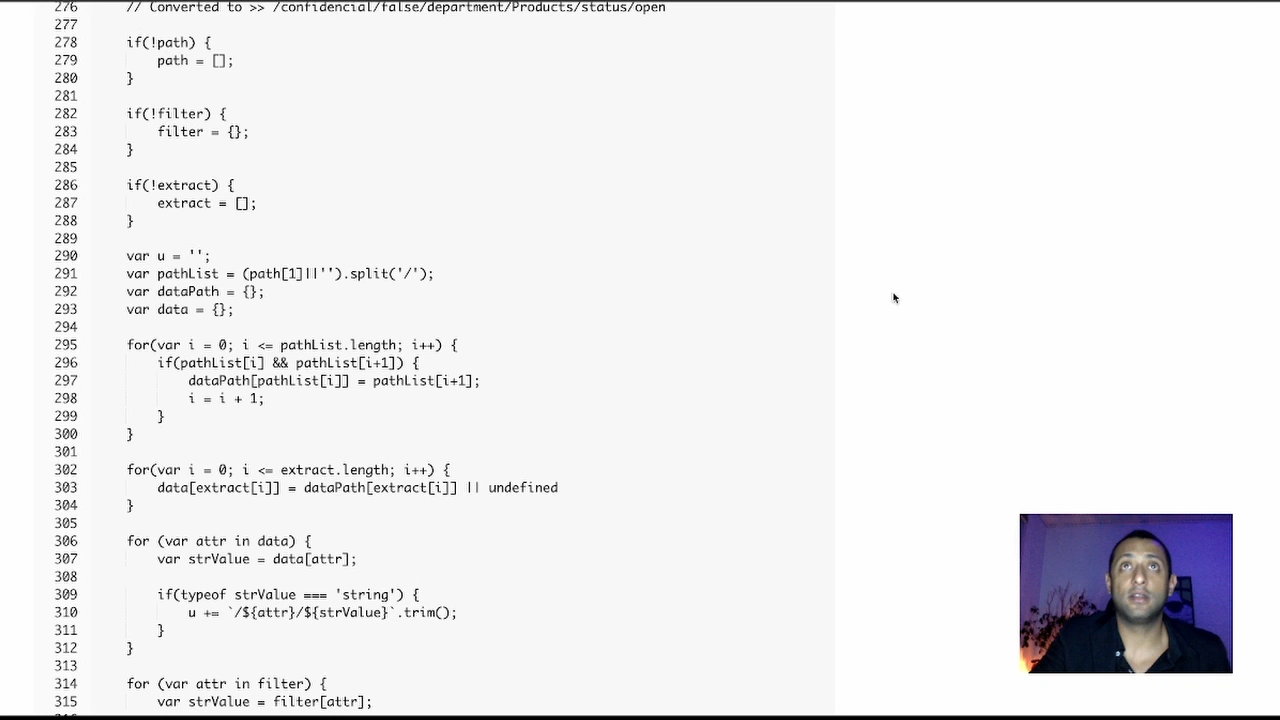 276 // Converted to >> /confidencial/false/department/Products/status/open
277
278 if(!path) {
279 path = [];
280 }
281
282 if(!filter) {
283 filter = {};
284 }
285
286 if(!extract) {
287 extract = [];
288 }
289
290 var u = '';
291 var pathList = (path[1]||'').split('/');
292 var dataPath = {};
293 var data = {};
294
295 for(var i = 0; i <= pathList.length; i++) {
296 if(pathList[i] && pathList[i+1]) {
297 dataPath[pathList[i]] = pathList[i+1];
298 i = i + 1;
299 }
300 }
301
302 for(var i = 0; i <= extract.length; i++) {
303 data[extract[i]] = dataPath[extract[i]] || undefined
304 }
305
306 for (var attr in data) {
307 var strValue = data[attr];
308
309 if(typeof strValue === 'string') {
310 u += `/${attr}/${strValue}`.trim();
311 }
312 }
313
314 for (var attr in filter) {
315 var strValue = filter[attr];